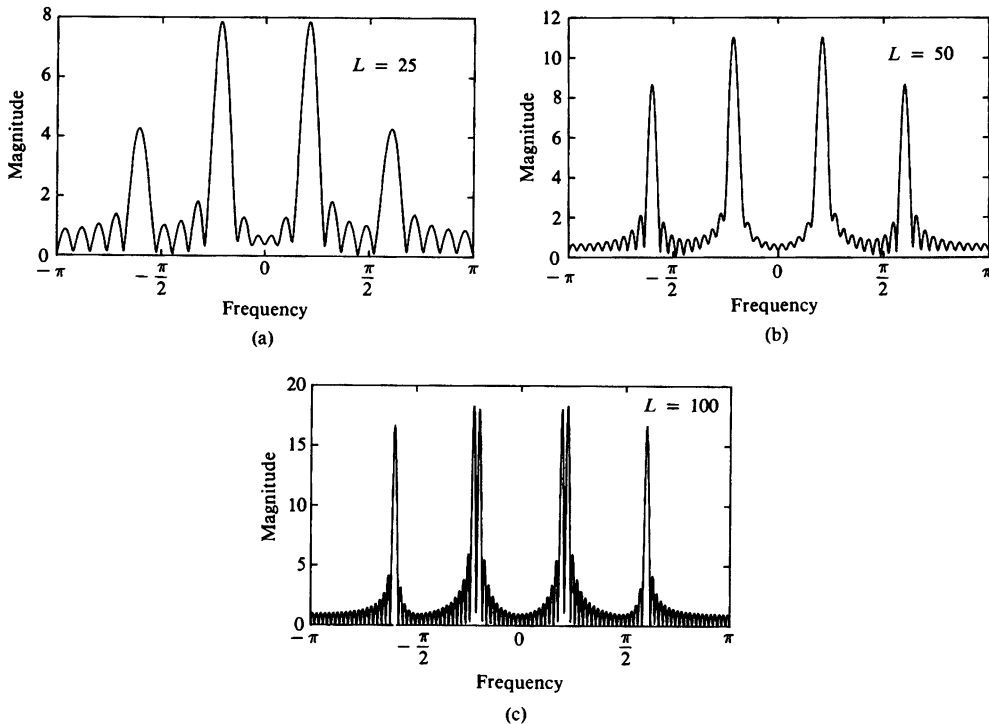 8
6
4
2
0
Magnitude
L = 25
−π
−π/2
0
π/2
π
Frequency
(a)
12
10
8
6
4
2
0
Magnitude
L = 50
−π
−π/2
0
π/2
π
Frequency
(b)
20
15
10
5
0
Magnitude
L = 100
−π
−π/2
0
π/2
π
Frequency
(c)